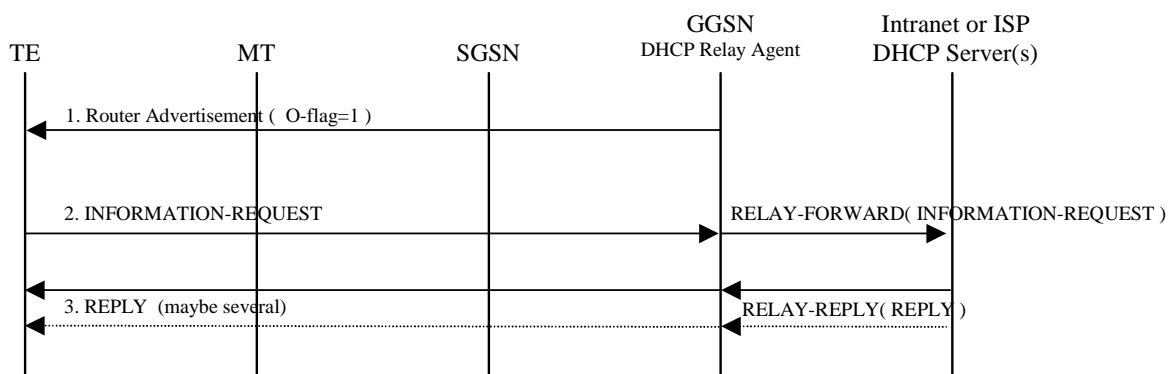 GGSN
DHCP Relay Agent
Intranet or ISP
DHCP Server(s)
TE
MT
SGSN
1. Router Advertisement ( O-flag=1 )
2. INFORMATION-REQUEST
RELAY-FORWARD( INFORMATION-REQUEST )
3. REPLY (maybe several)
RELAY-REPLY( REPLY )